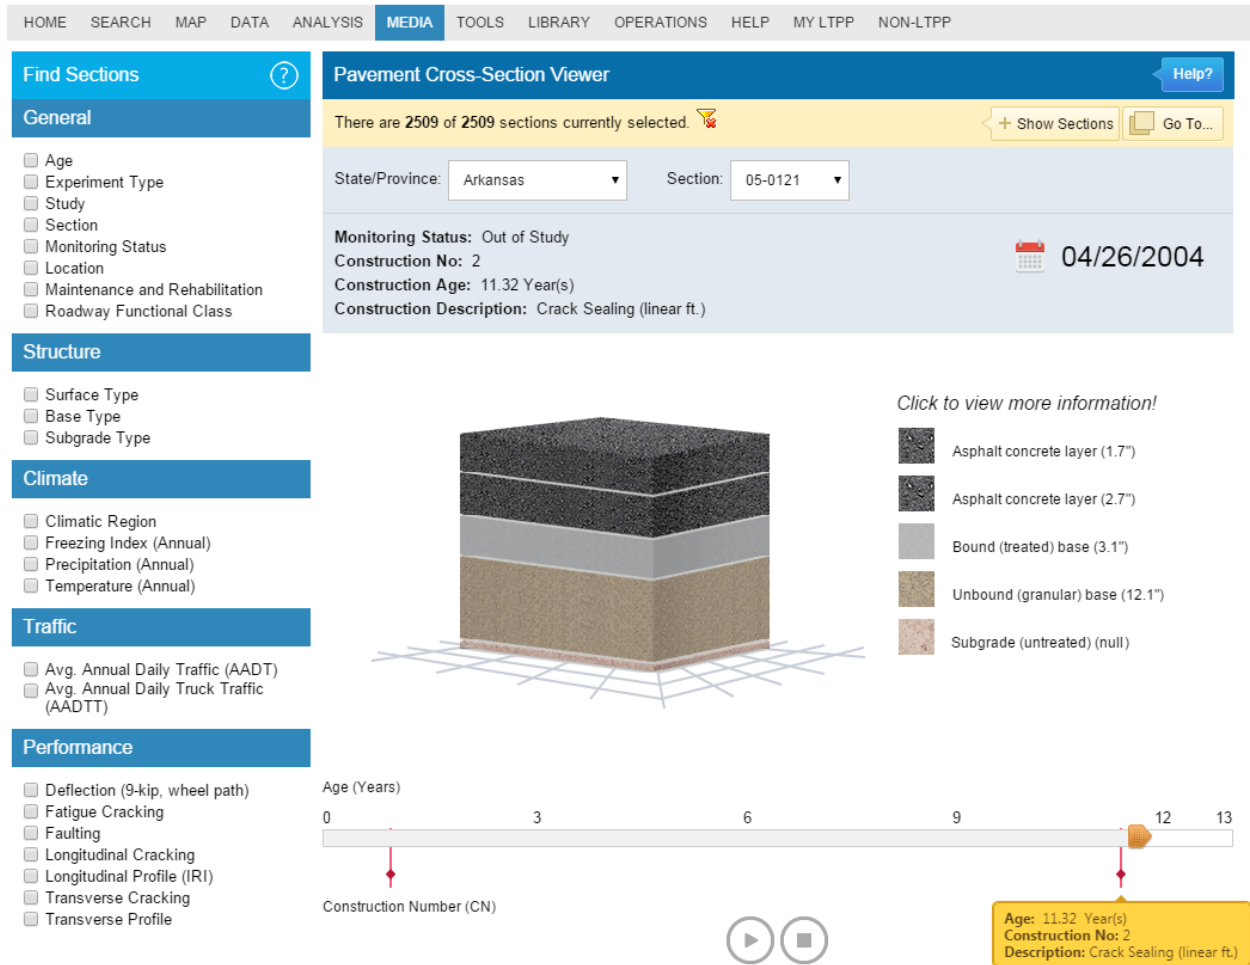 HOME SEARCH MAP DATA ANALYSIS MEDIA TOOLS LIBRARY OPERATIONS HELP MY LTPP NON-LTPP
Find Sections ?
General
Age
Experiment Type
Study
Section
Monitoring Status
Location
Maintenance and Rehabilitation
Roadway Functional Class
Structure
Surface Type
Base Type
Subgrade Type
Climate
Climatic Region
Freezing Index (Annual)
Precipitation (Annual)
Temperature (Annual)
Traffic
Avg. Annual Daily Traffic (AADT)
Avg. Annual Daily Truck Traffic
(AADTT)
Performance
Deflection (9-kip, wheel path)
Fatigue Cracking
Faulting
Longitudinal Cracking
Longitudinal Profile (IRI)
Transverse Cracking
Transverse Profile
Pavement Cross-Section Viewer Help?
There are 2509 of 2509 sections currently selected. + Show Sections Go To...
State/Province: Arkansas Section: 05-0121
Monitoring Status: Out of Study
Construction No: 2
Construction Age: 11.32 Year(s)
Construction Description: Crack Sealing (linear ft.)
04/26/2004
Click to view more information!
Asphalt concrete layer (1.7")
Asphalt concrete layer (2.7")
Bound (treated) base (3.1")
Unbound (granular) base (12.1")
Subgrade (untreated) (null)
Age (Years)
0 3 6 9 12 13
Construction Number (CN)
Age: 11.32 Year(s)
Construction No: 2
Description: Crack Sealing (linear ft.)